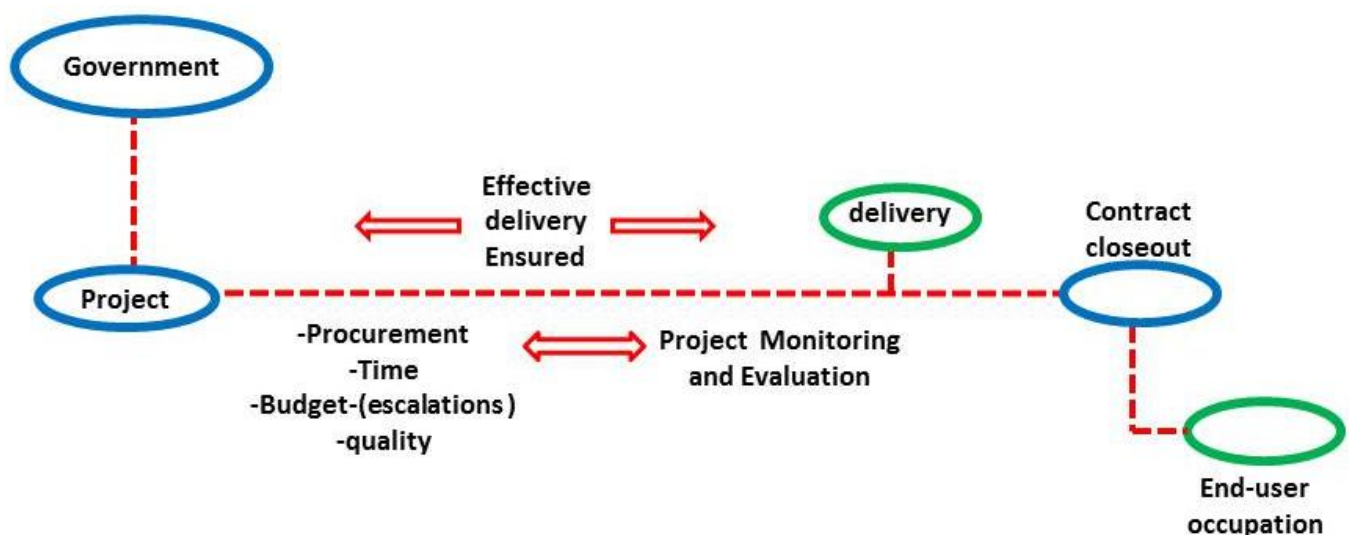 Government
Effective
delivery
Ensured
delivery
Contract
closeout
Project
-Procurement
-Time
-Budget-(escalations)
-quality
Project Monitoring
and Evaluation
End-user
occupation